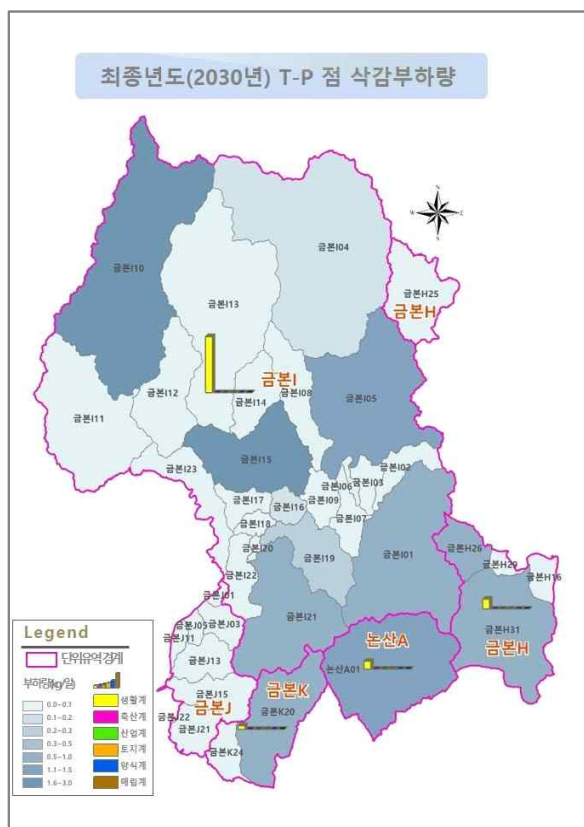 최종년도(2030년) T-P 점 삭감부하량
N
W
E
S
금본I10
금본I04
금본H25
금본H
금본I13
금본I
금본I12
금본I14
금본I08
금본I05
금본I11
금본I15
금본I23
금본I02
금본I06
금본I03
금본I17
금본I16
금본I09
금본I07
금본I18
금본I20
금본I19
금본I01
금본H26
금본H29
금본H16
금본I22
금본J01
금본I21
금본H31
금본H
금본J05
금본J03
금본J11
금본J13
논산A
논산A01
금본J15
금본J
금본K
금본K20
금본J22
금본J21
금본K24
Legend
단위유역경계
부하량(kg/일)
0.0-0.1
0.1-0.2
0.2-0.3
0.3-0.5
0.5-1.0
1.1-1.5
1.6-3.0
생활계
축산계
산업계
토지계
양식계
매립계